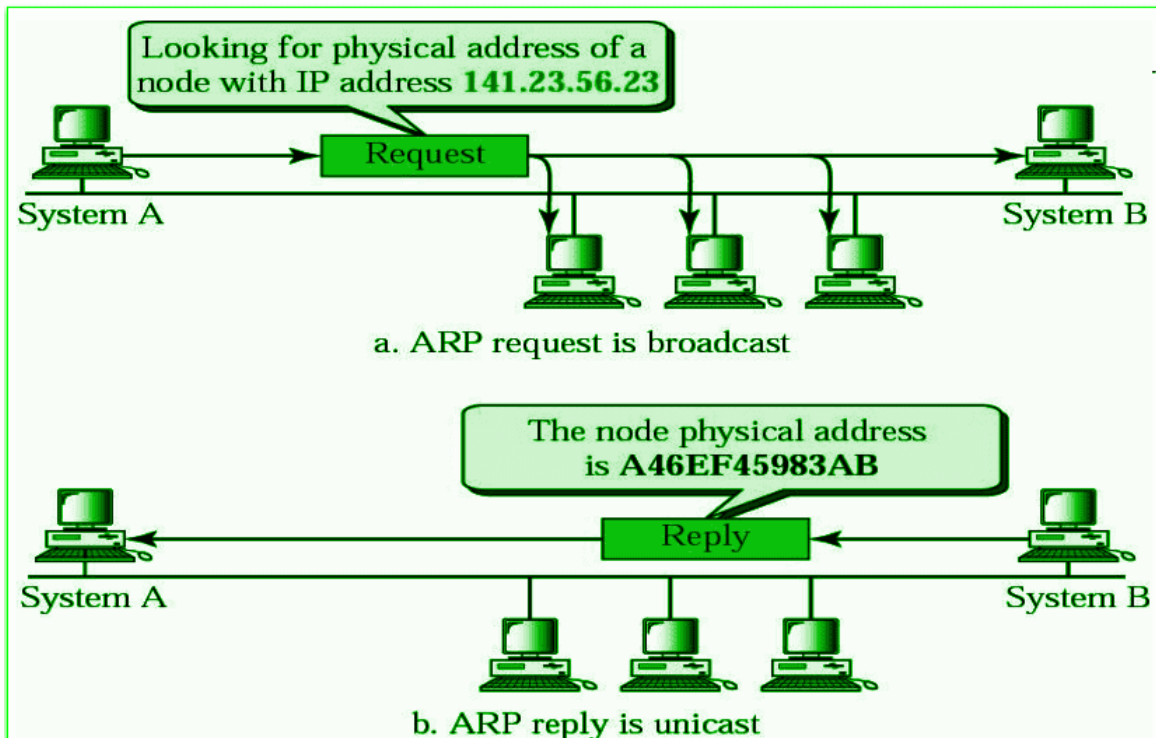 Looking for physical address of a
node with IP address 141.23.56.23
Request
System A
System B
a. ARP request is broadcast
The node physical address
is A46EF45983AB
Reply
System A
System B
b. ARP reply is unicast